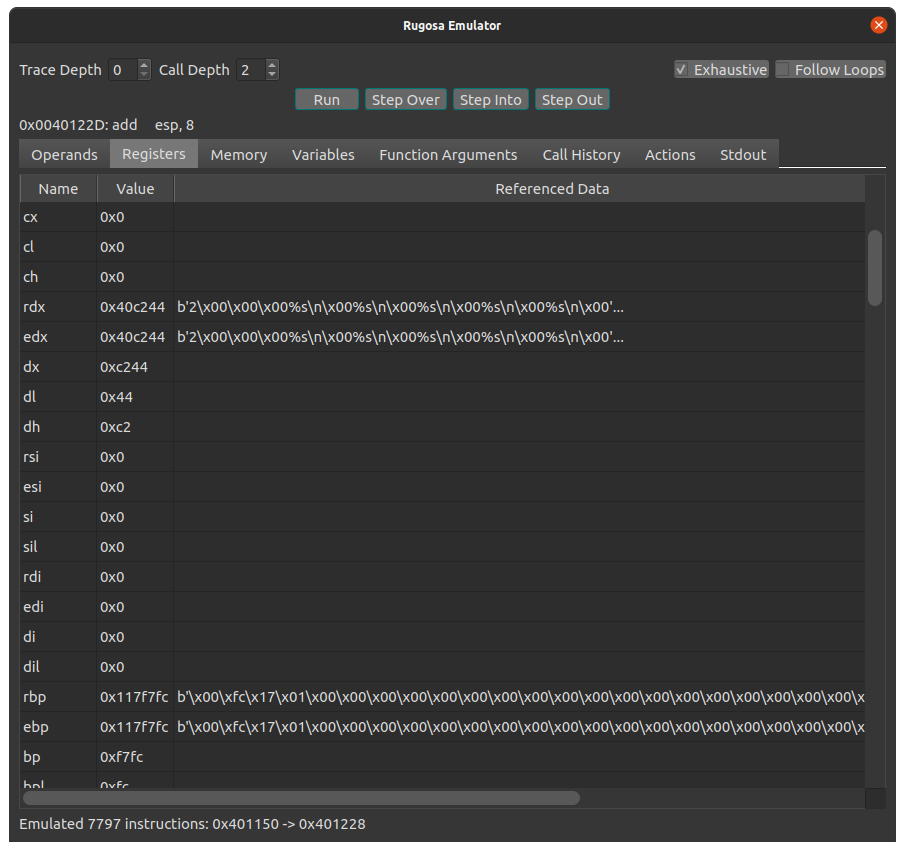 Rugosa Emulator
Trace Depth 0 Call Depth 2 Exhaustive Follow Loops
Run Step Over Step Into Step Out
0x0040122D: add esp, 8
Operands Registers Memory Variables Function Arguments Call History Actions Stdout
Name Value Referenced Data
cx 0x0
cl 0x0
ch 0x0
rdx 0x40c244 b'2\x00\x00\x00%s\n\x00%s\n\x00%s\n\x00%s\n\x00%s\n\x00'...
edx 0x40c244 b'2\x00\x00\x00%s\n\x00%s\n\x00%s\n\x00%s\n\x00%s\n\x00'...
dx 0xc244
dl 0x44
dh 0xc2
rsi 0x0
esi 0x0
si 0x0
sil 0x0
rdi 0x0
edi 0x0
di 0x0
dil 0x0
rbp 0x117f7fc b'\x00\xfc\x17\x01\x00\x00\x00\x00\x00\x00\x00\x00\x00\x00\x00\x00\x00\x00\x00\x
ebp 0x117f7fc b'\x00\xfc\x17\x01\x00\x00\x00\x00\x00\x00\x00\x00\x00\x00\x00\x00\x00\x00\x00\x
bp 0xf7fc
bpl 0xfc
Emulated 7797 instructions: 0x401150 -> 0x401228